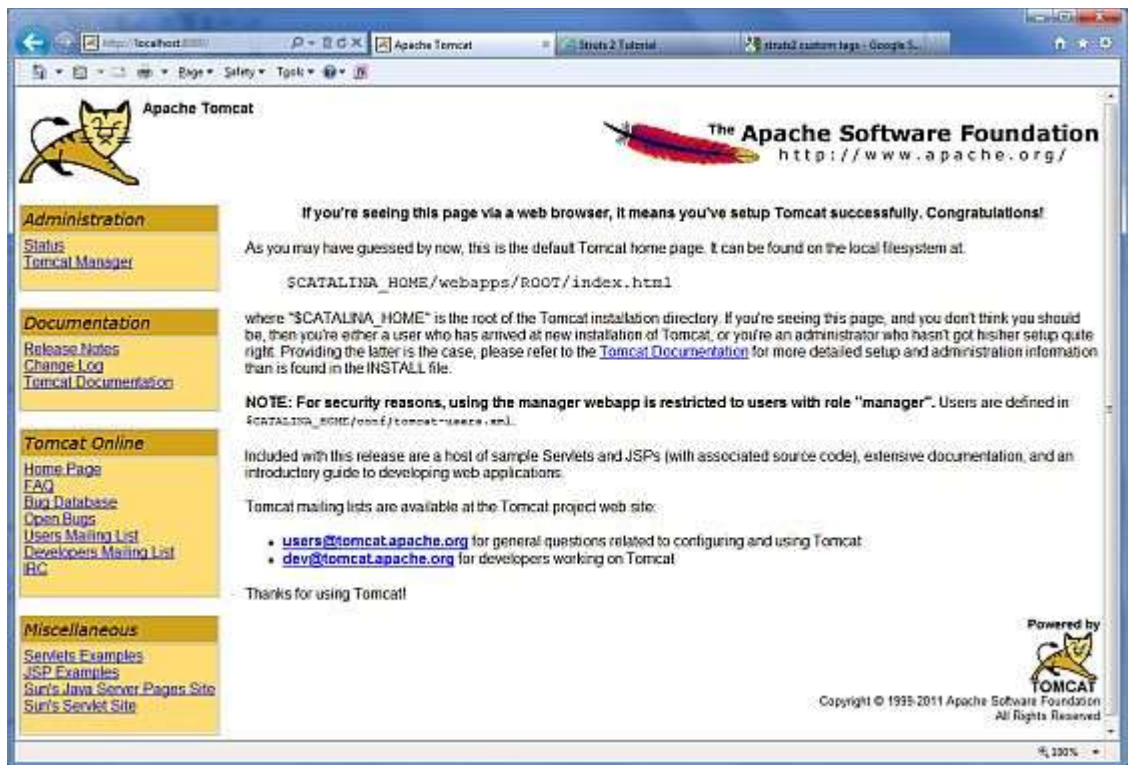 http://localhost
Apache Tomcat
Struts 2 Tutorial
struts2 custom tags - Google S...
Page
Safety
Tools
Apache Tomcat
The Apache Software Foundation
http://www.apache.org/
Administration
Status
Tomcat Manager
Documentation
Release Notes
Change Log
Tomcat Documentation
Tomcat Online
Home Page
FAQ
Bug Database
Open Bugs
Users Mailing List
Developers Mailing List
IRC
Miscellaneous
Servlets Examples
JSP Examples
Sun's Java Server Pages Site
Sun's Servlet Site
If you're seeing this page via a web browser, it means you've setup Tomcat successfully. Congratulations!
As you may have guessed by now, this is the default Tomcat home page. It can be found on the local filesystem at:
$CATALINA_HOME/webapps/ROOT/index.html
where "$CATALINA_HOME" is the root of the Tomcat installation directory. If you're seeing this page, and you don't think you should
be, then you're either a user who has arrived at new installation of Tomcat, or you're an administrator who hasn't got his/her setup quite
right. Providing the latter is the case, please refer to the Tomcat Documentation for more detailed setup and administration information
than is found in the INSTALL file.
NOTE: For security reasons, using the manager webapp is restricted to users with role "manager". Users are defined in
$CATALINA_HOME/conf/tomcat-users.xml.
Included with this release are a host of sample Servlets and JSPs (with associated source code), extensive documentation, and an
introductory guide to developing web applications.
Tomcat mailing lists are available at the Tomcat project web site:
• users@tomcat.apache.org for general questions related to configuring and using Tomcat
• dev@tomcat.apache.org for developers working on Tomcat
Thanks for using Tomcat!
Powered by
TOMCAT
Copyright © 1999-2011 Apache Software Foundation
All Rights Reserved
100%